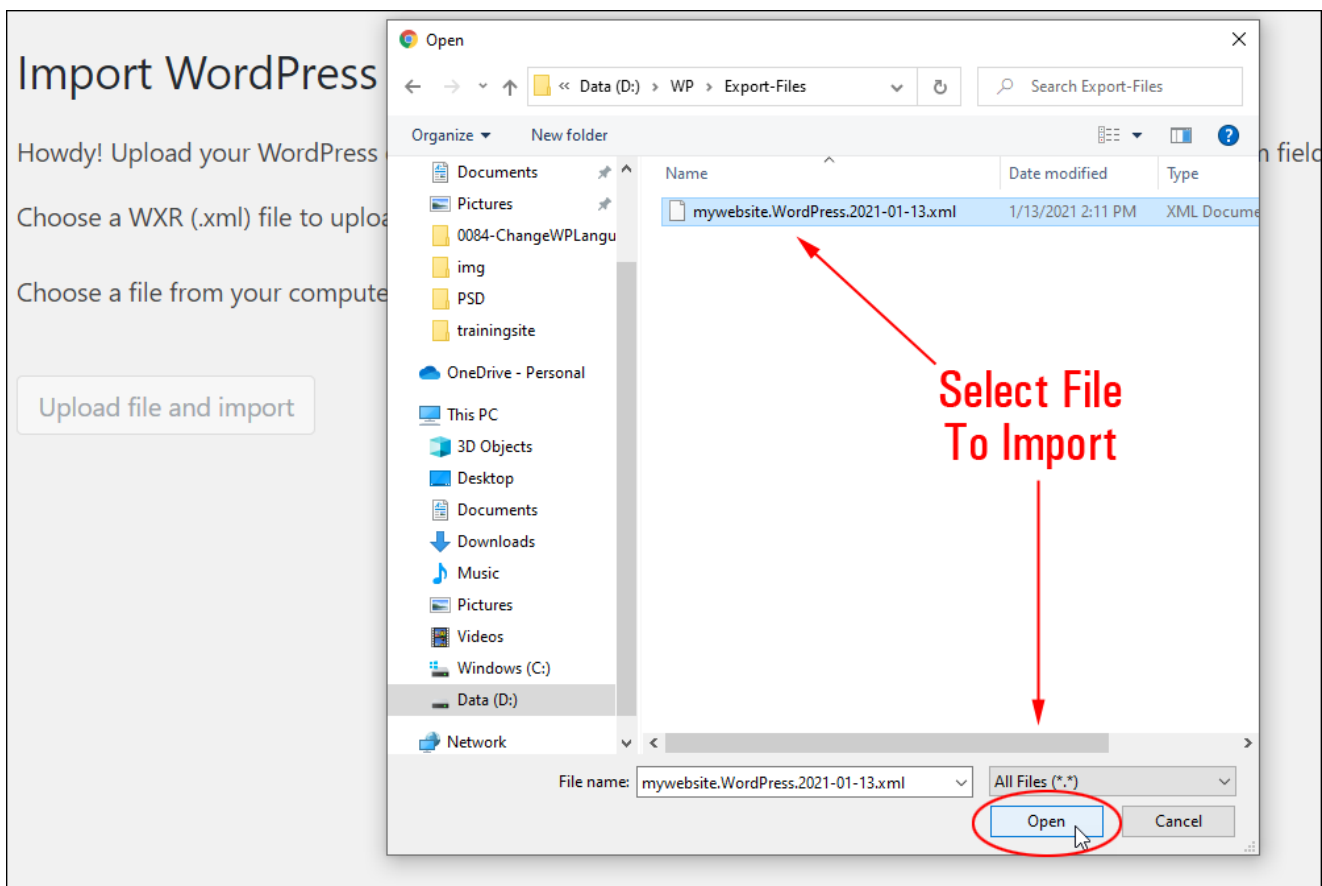 Import WordPress
Howdy! Upload your WordPress
Choose a WXR (.xml) file to uploa
Choose a file from your compute
Upload file and import
n field
Open
« Data (D:) › WP › Export-Files
Search Export-Files
Organize
New folder
Documents
Pictures
0084-ChangeWPLangu
img
PSD
trainingsite
OneDrive - Personal
This PC
3D Objects
Desktop
Documents
Downloads
Music
Pictures
Videos
Windows (C:)
Data (D:)
Network
Name Date modified Type
mywebsite.WordPress.2021-01-13.xml 1/13/2021 2:11 PM XML Docume
Select File
To Import
File name: mywebsite.WordPress.2021-01-13.xml All Files (*.*)
Open Cancel